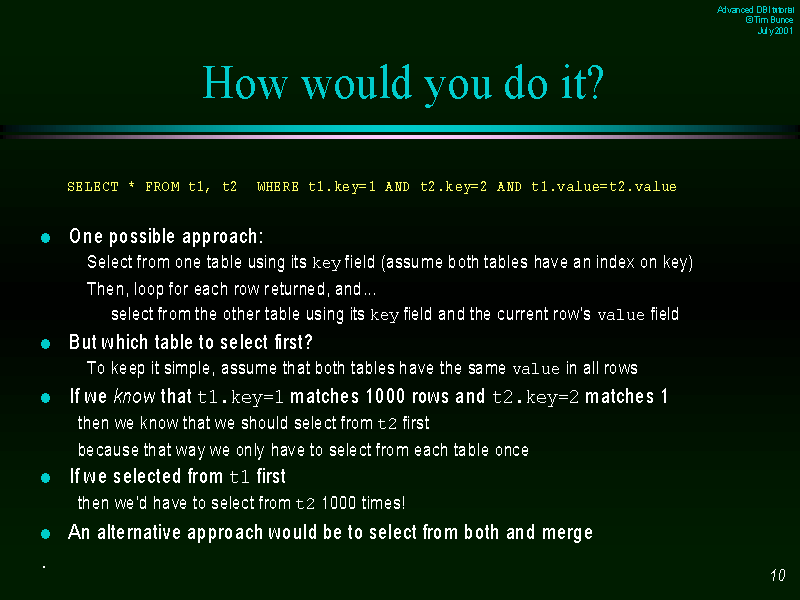 Advanced DBI tutorial
©Tim Bunce
July 2001
How would you do it?
SELECT * FROM t1, t2  WHERE t1.key=1 AND t2.key=2 AND t1.value=t2.value
One possible approach:
Select from one table using its key field (assume both tables have an index on key)
Then, loop for each row returned, and...
select from the other table using its key field and the current row's value field
But which table to select first?
To keep it simple, assume that both tables have the same value in all rows
If we know that t1.key=1 matches 1000 rows and t2.key=2 matches 1
then we know that we should select from t2 first
because that way we only have to select from each table once
If we selected from t1 first
then we'd have to select from t2 1000 times!
An alternative approach would be to select from both and merge
.
10